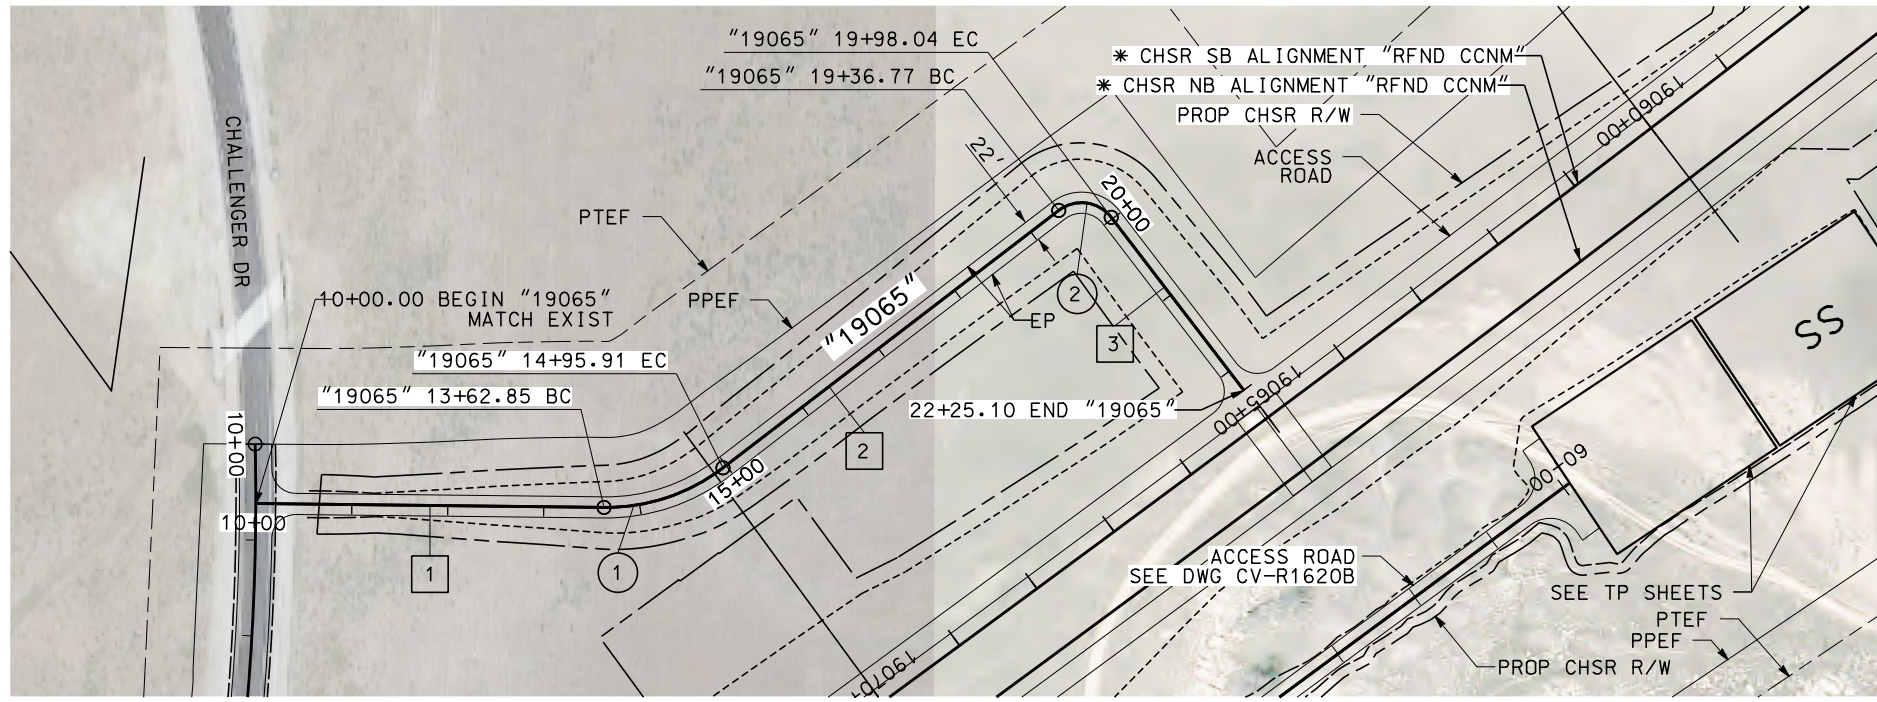 "19065" 19+98.04 EC
"19065" 19+36.77 BC
* CHSR SB ALIGNMENT "RFND CCNM"
* CHSR NB ALIGNMENT "RFND CCNM"
PROP CHSR R/W
ACCESS
ROAD
19060+00
CHALLENGER DR
22'
20+00
PTEF
PPEF
10+00.00 BEGIN "19065"
MATCH EXIST
"19065"
EP
2
3
SS
"19065" 14+95.91 EC
"19065" 13+62.85 BC
22+25.10 END "19065"
19065+00
10+00
10+00
15+00
2
60+00
1
1
ACCESS ROAD
SEE DWG CV-R1620B
SEE TP SHEETS
PTEF
PPEF
PROP CHSR R/W